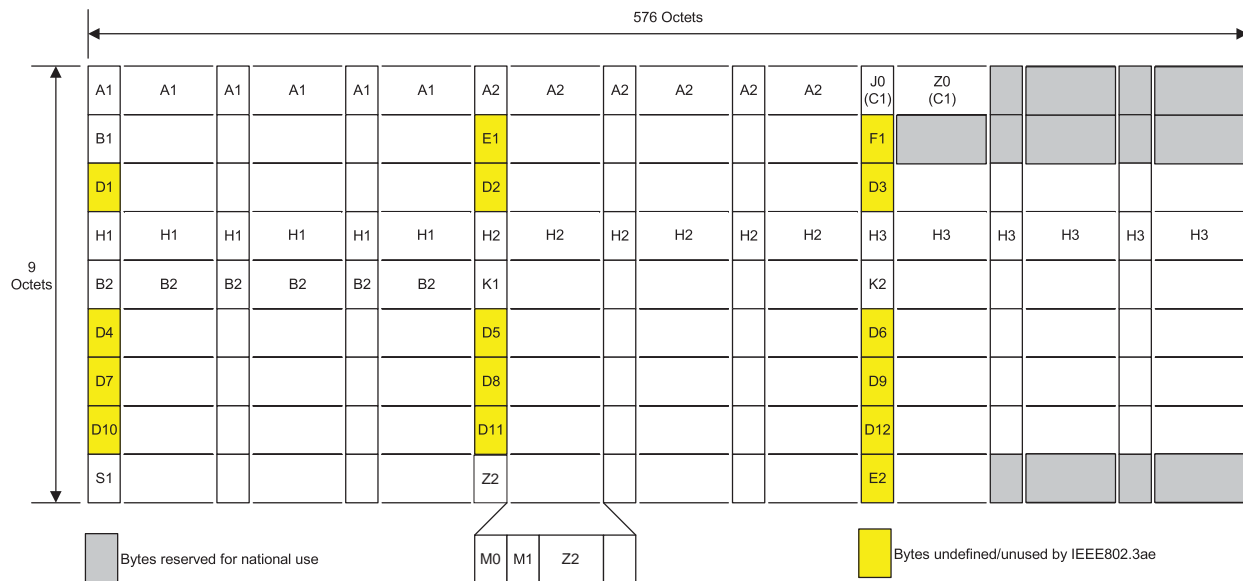 576 Octets
A1 A1 A1 A1 A1 A1 A2 A2 A2 A2 A2 A2 J0 Z0
(C1) (C1)
B1 E1 F1
D1 D2 D3
H1 H1 H1 H1 H1 H1 H2 H2 H2 H2 H2 H2 H3 H3 H3 H3 H3 H3
9
Octets
B2 B2 B2 B2 B2 B2 K1 K2
D4 D5 D6
D7 D8 D9
D10 D11 D12
S1 Z2 E2
M0 M1 Z2
Bytes reserved for national use
Bytes undefined/unused by IEEE802.3ae